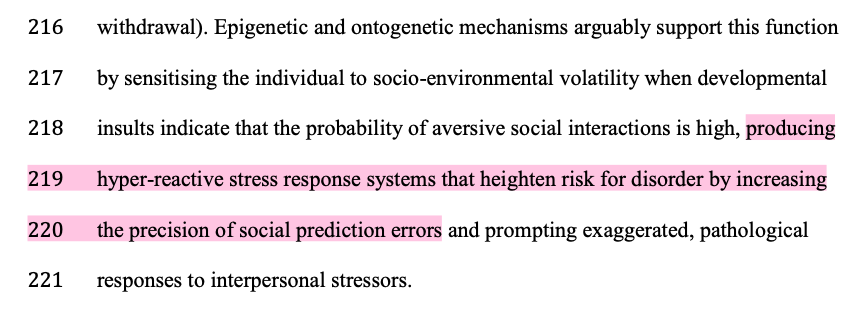 216 withdrawal). Epigenetic and ontogenetic mechanisms arguably support this function
217 by sensitising the individual to socio-environmental volatility when developmental
218 insults indicate that the probability of aversive social interactions is high, producing
219 hyper-reactive stress response systems that heighten risk for disorder by increasing
220 the precision of social prediction errors and prompting exaggerated, pathological
221 responses to interpersonal stressors.